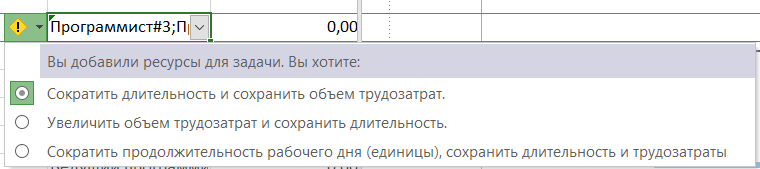 Программист#3;Пр 0,00
Вы добавили ресурсы для задачи. Вы хотите:
Сократить длительность и сохранить объем трудозатрат.
Увеличить объем трудозатрат и сохранить длительность.
Сократить продолжительность рабочего дня (единицы), сохранить длительность и трудозатраты